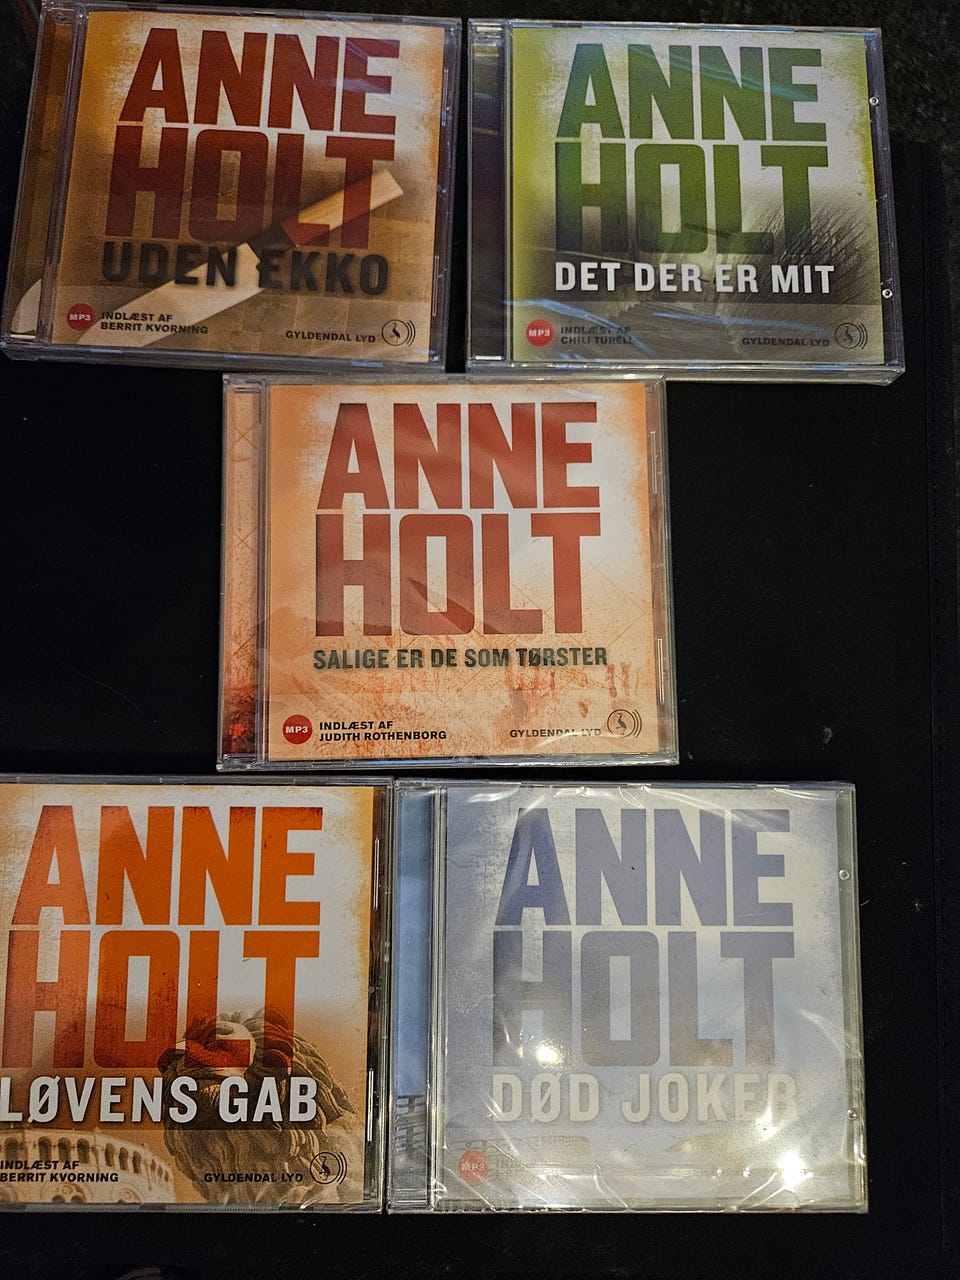 ANNE
HOLT
UDEN EKKO
MP3
INDLÆST AF
BERRIT KVORNING
GYLDENDAL LYD
ANNE
HOLT
DET DER ER MIT
MP3
INDLÆST AF
CHILI TURÈLL
GYLDENDAL LYD
ANNE
HOLT
SALIGE ER DE SOM TØRSTER
MP3
INDLÆST AF
JUDITH ROTHENBORG
GYLDENDAL LYD
ANNE
HOLT
LØVENS GAB
INDLÆST AF
BERRIT KVORNING
GYLDENDAL LYD
ANNE
HOLT
DØD JOKER
MP3